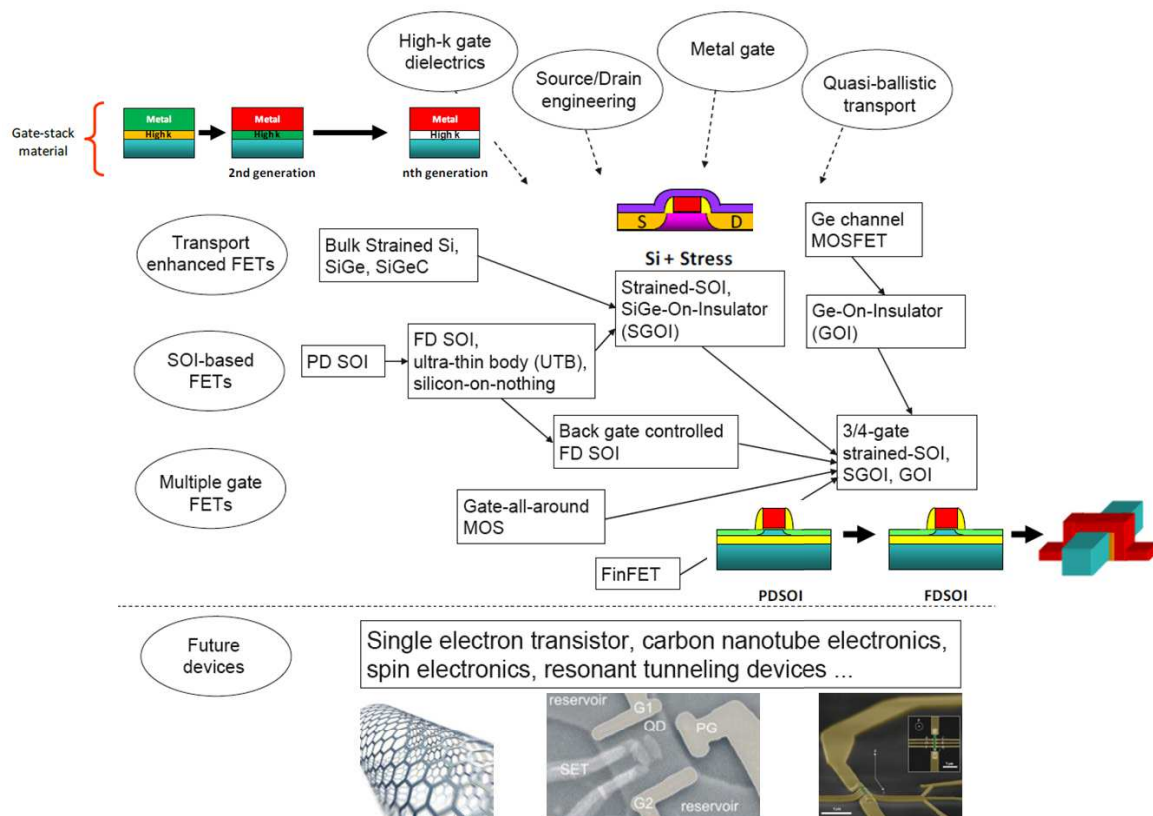 High-k gate
dielectrics
Source/Drain
engineering
Metal gate
Quasi-ballistic
transport
Gate-stack
material
Metal
High k
Metal
High k
2nd generation
Metal
High k
nth generation
S
D
Si + Stress
Transport
enhanced FETs
Bulk Strained Si,
SiGe, SiGeC
Ge channel
MOSFET
Strained-SOI,
SiGe-On-Insulator
(SGOI)
Ge-On-Insulator
(GOI)
SOI-based
FETs
PD SOI
FD SOI,
ultra-thin body (UTB),
silicon-on-nothing
Back gate controlled
FD SOI
3/4-gate
strained-SOI,
SGOI, GOI
Multiple gate
FETs
Gate-all-around
MOS
FinFET
PDSOI
FDSOI
Future
devices
Single electron transistor, carbon nanotube electronics,
spin electronics, resonant tunneling devices ...
reservoir
G1
QD
PG
SET
G2
reservoir